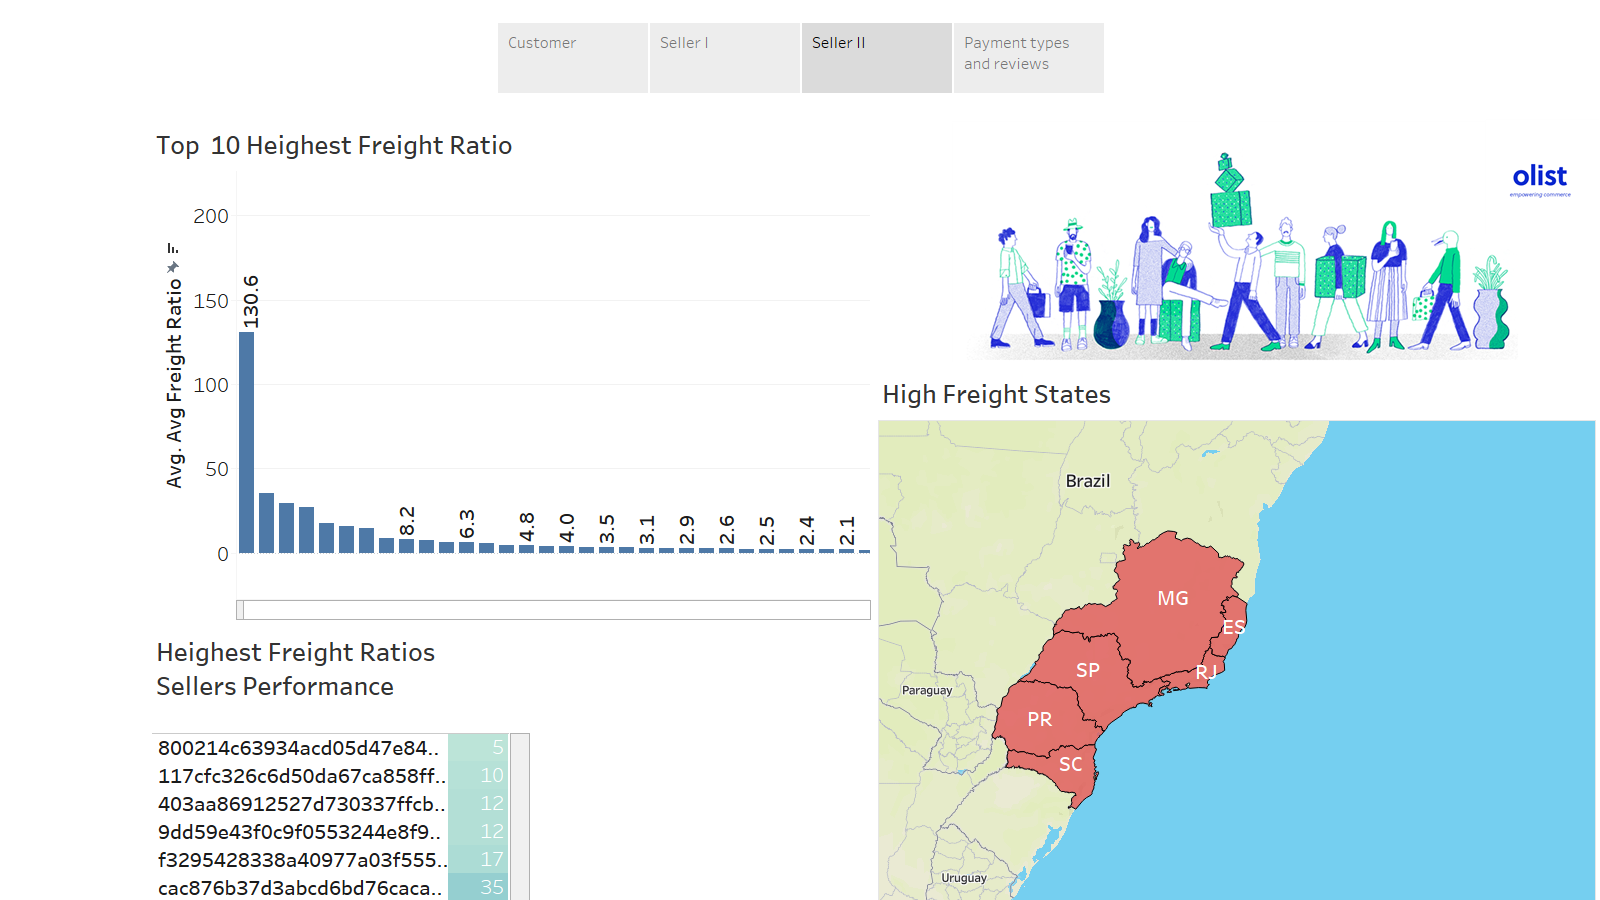 Customer
Seller I
Seller II
Payment types
and reviews
Top  10 Heighest Freight Ratio
Avg. Avg Freight Ratio
200
150
100
50
0
130.6
8.2
6.3
4.8
4.0
3.5
3.1
2.9
2.6
2.5
2.4
2.1
olist
empowering commerce
High Freight States
Brazil
MG
ES
SP
RJ
PR
SC
Paraguay
Uruguay
Heighest Freight Ratios
Sellers Performance
800214c63934acd05d47e84.. 5
117cfc326c6d50da67ca858ff.. 10
403aa86912527d730337ffcb.. 12
9dd59e43f0c9f0553244e8f9.. 12
f3295428338a40977a03f555.. 17
cac876b37d3abcd6bd76caca.. 35